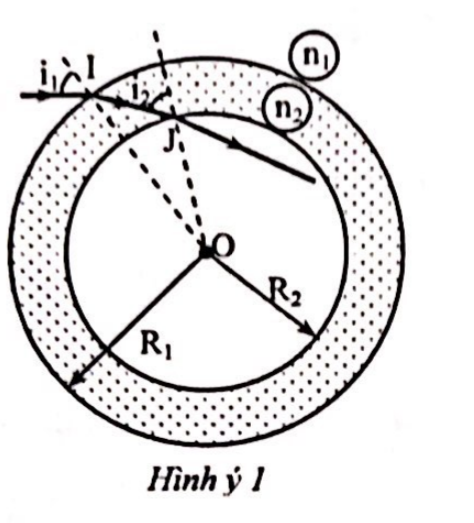 n₁
i₁ I
i₂
n₂
J
O
R₂
R₁
Hình ý 1